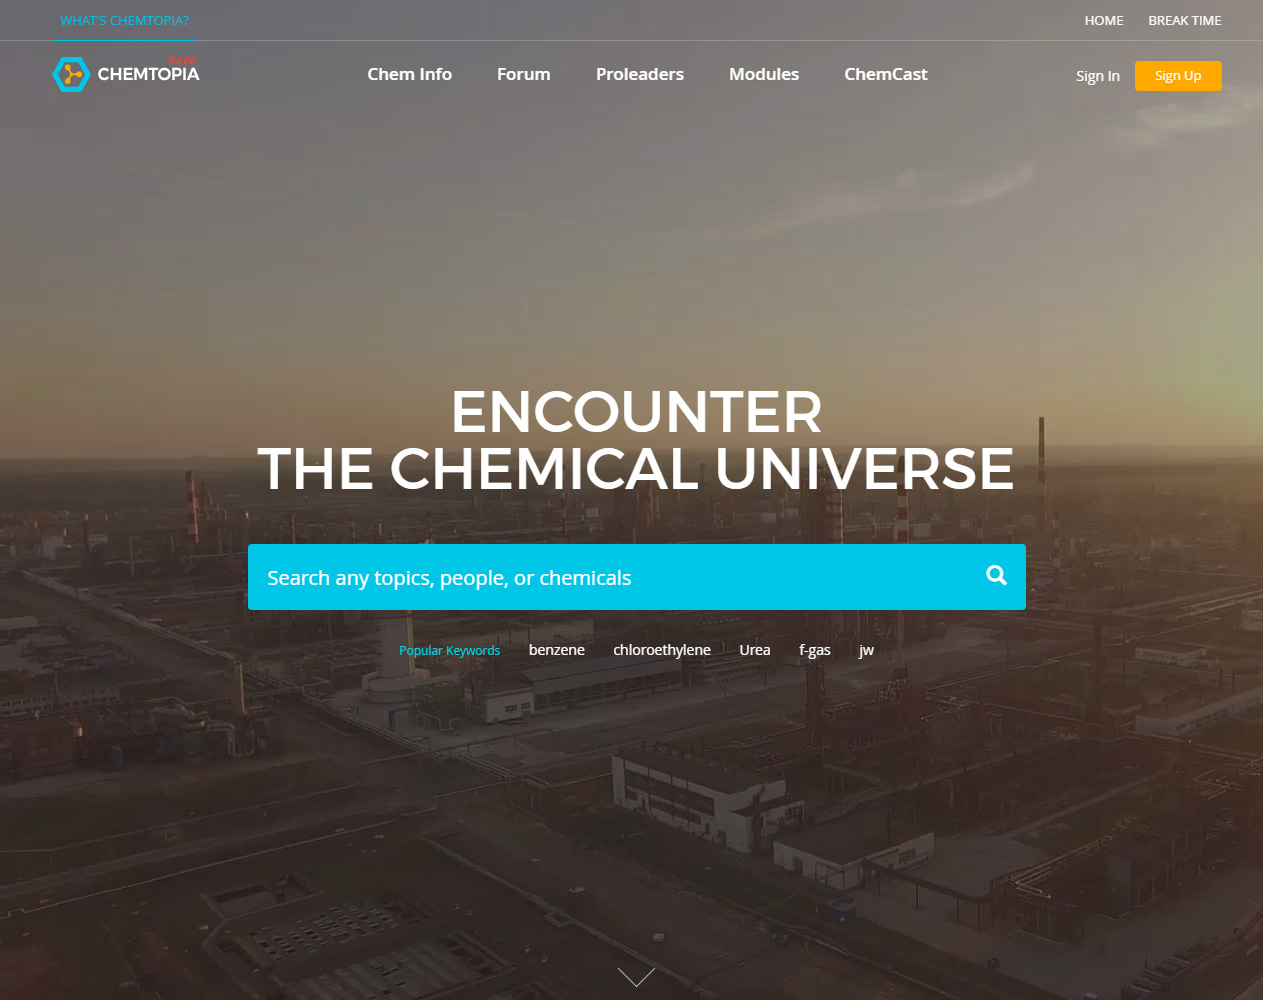 WHAT'S CHEMTOPIA?
HOME
BREAK TIME
beta
CHEMTOPIA
Chem Info
Forum
Proleaders
Modules
ChemCast
Sign In
Sign Up
ENCOUNTER
THE CHEMICAL UNIVERSE
Search any topics, people, or chemicals
Popular Keywords
benzene
chloroethylene
Urea
f-gas
jw